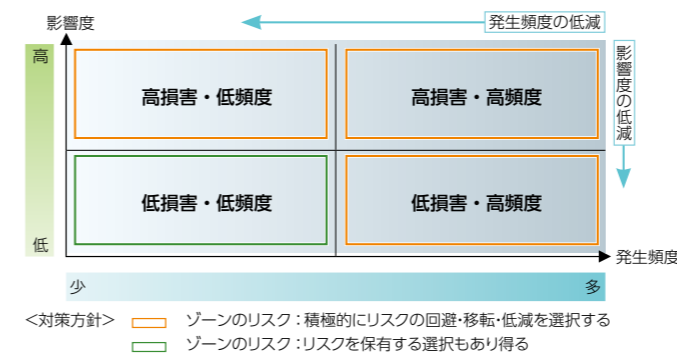 影響度
発生頻度の低減
高
影響度の低減
高損害・低頻度
高損害・高頻度
低損害・低頻度
低損害・高頻度
低
発生頻度
少
多
<対策方針>
ゾーンのリスク：積極的にリスクの回避・移転・低減を選択する
ゾーンのリスク：リスクを保有する選択もあり得る